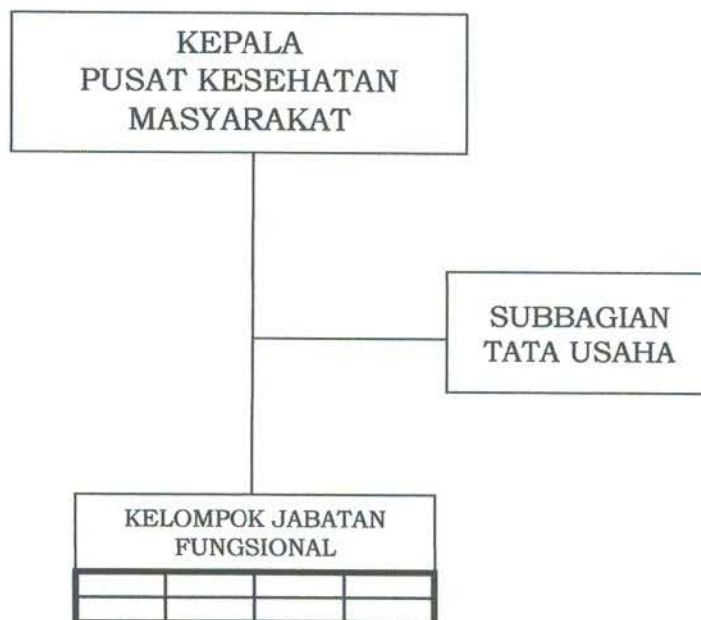 KEPALA
PUSAT KESEHATAN
MASYARAKAT
SUBBAGIAN
TATA USAHA
KELOMPOK JABATAN
FUNGSIONAL